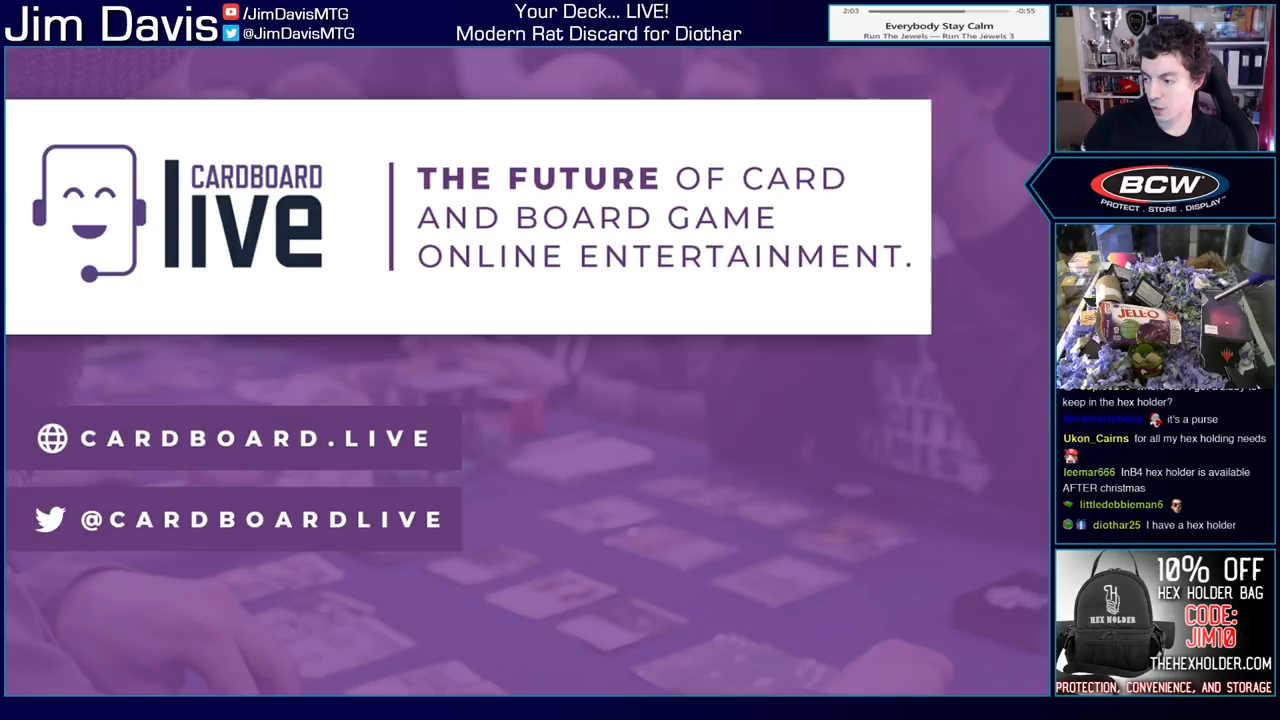 Jim Davis
/JimDavisMTG
@JimDavisMTG
Your Deck... LIVE!
Modern Rat Discard for Diothar
2:03
-0:55
Everybody Stay Calm
Run The Jewels — Run The Jewels 3
CARDBOARD
live
THE FUTURE OF CARD
AND BOARD GAME
ONLINE ENTERTAINMENT.
CARDBOARD.LIVE
@CARDBOARDLIVE
BCW
PROTECT . STORE . DISPLAY™
JELL-O
keep in the hex holder?
it's a purse
Ukon_Cairns for all my hex holding needs
leemar666 InB4 hex holder is available
AFTER christmas
littledebbieman6
diothar25 I have a hex holder
10% OFF
HEX HOLDER BAG
CODE:
JIM10
HEX HOLDER
THEHEXHOLDER.COM
PROTECTION, CONVENIENCE, AND STORAGE